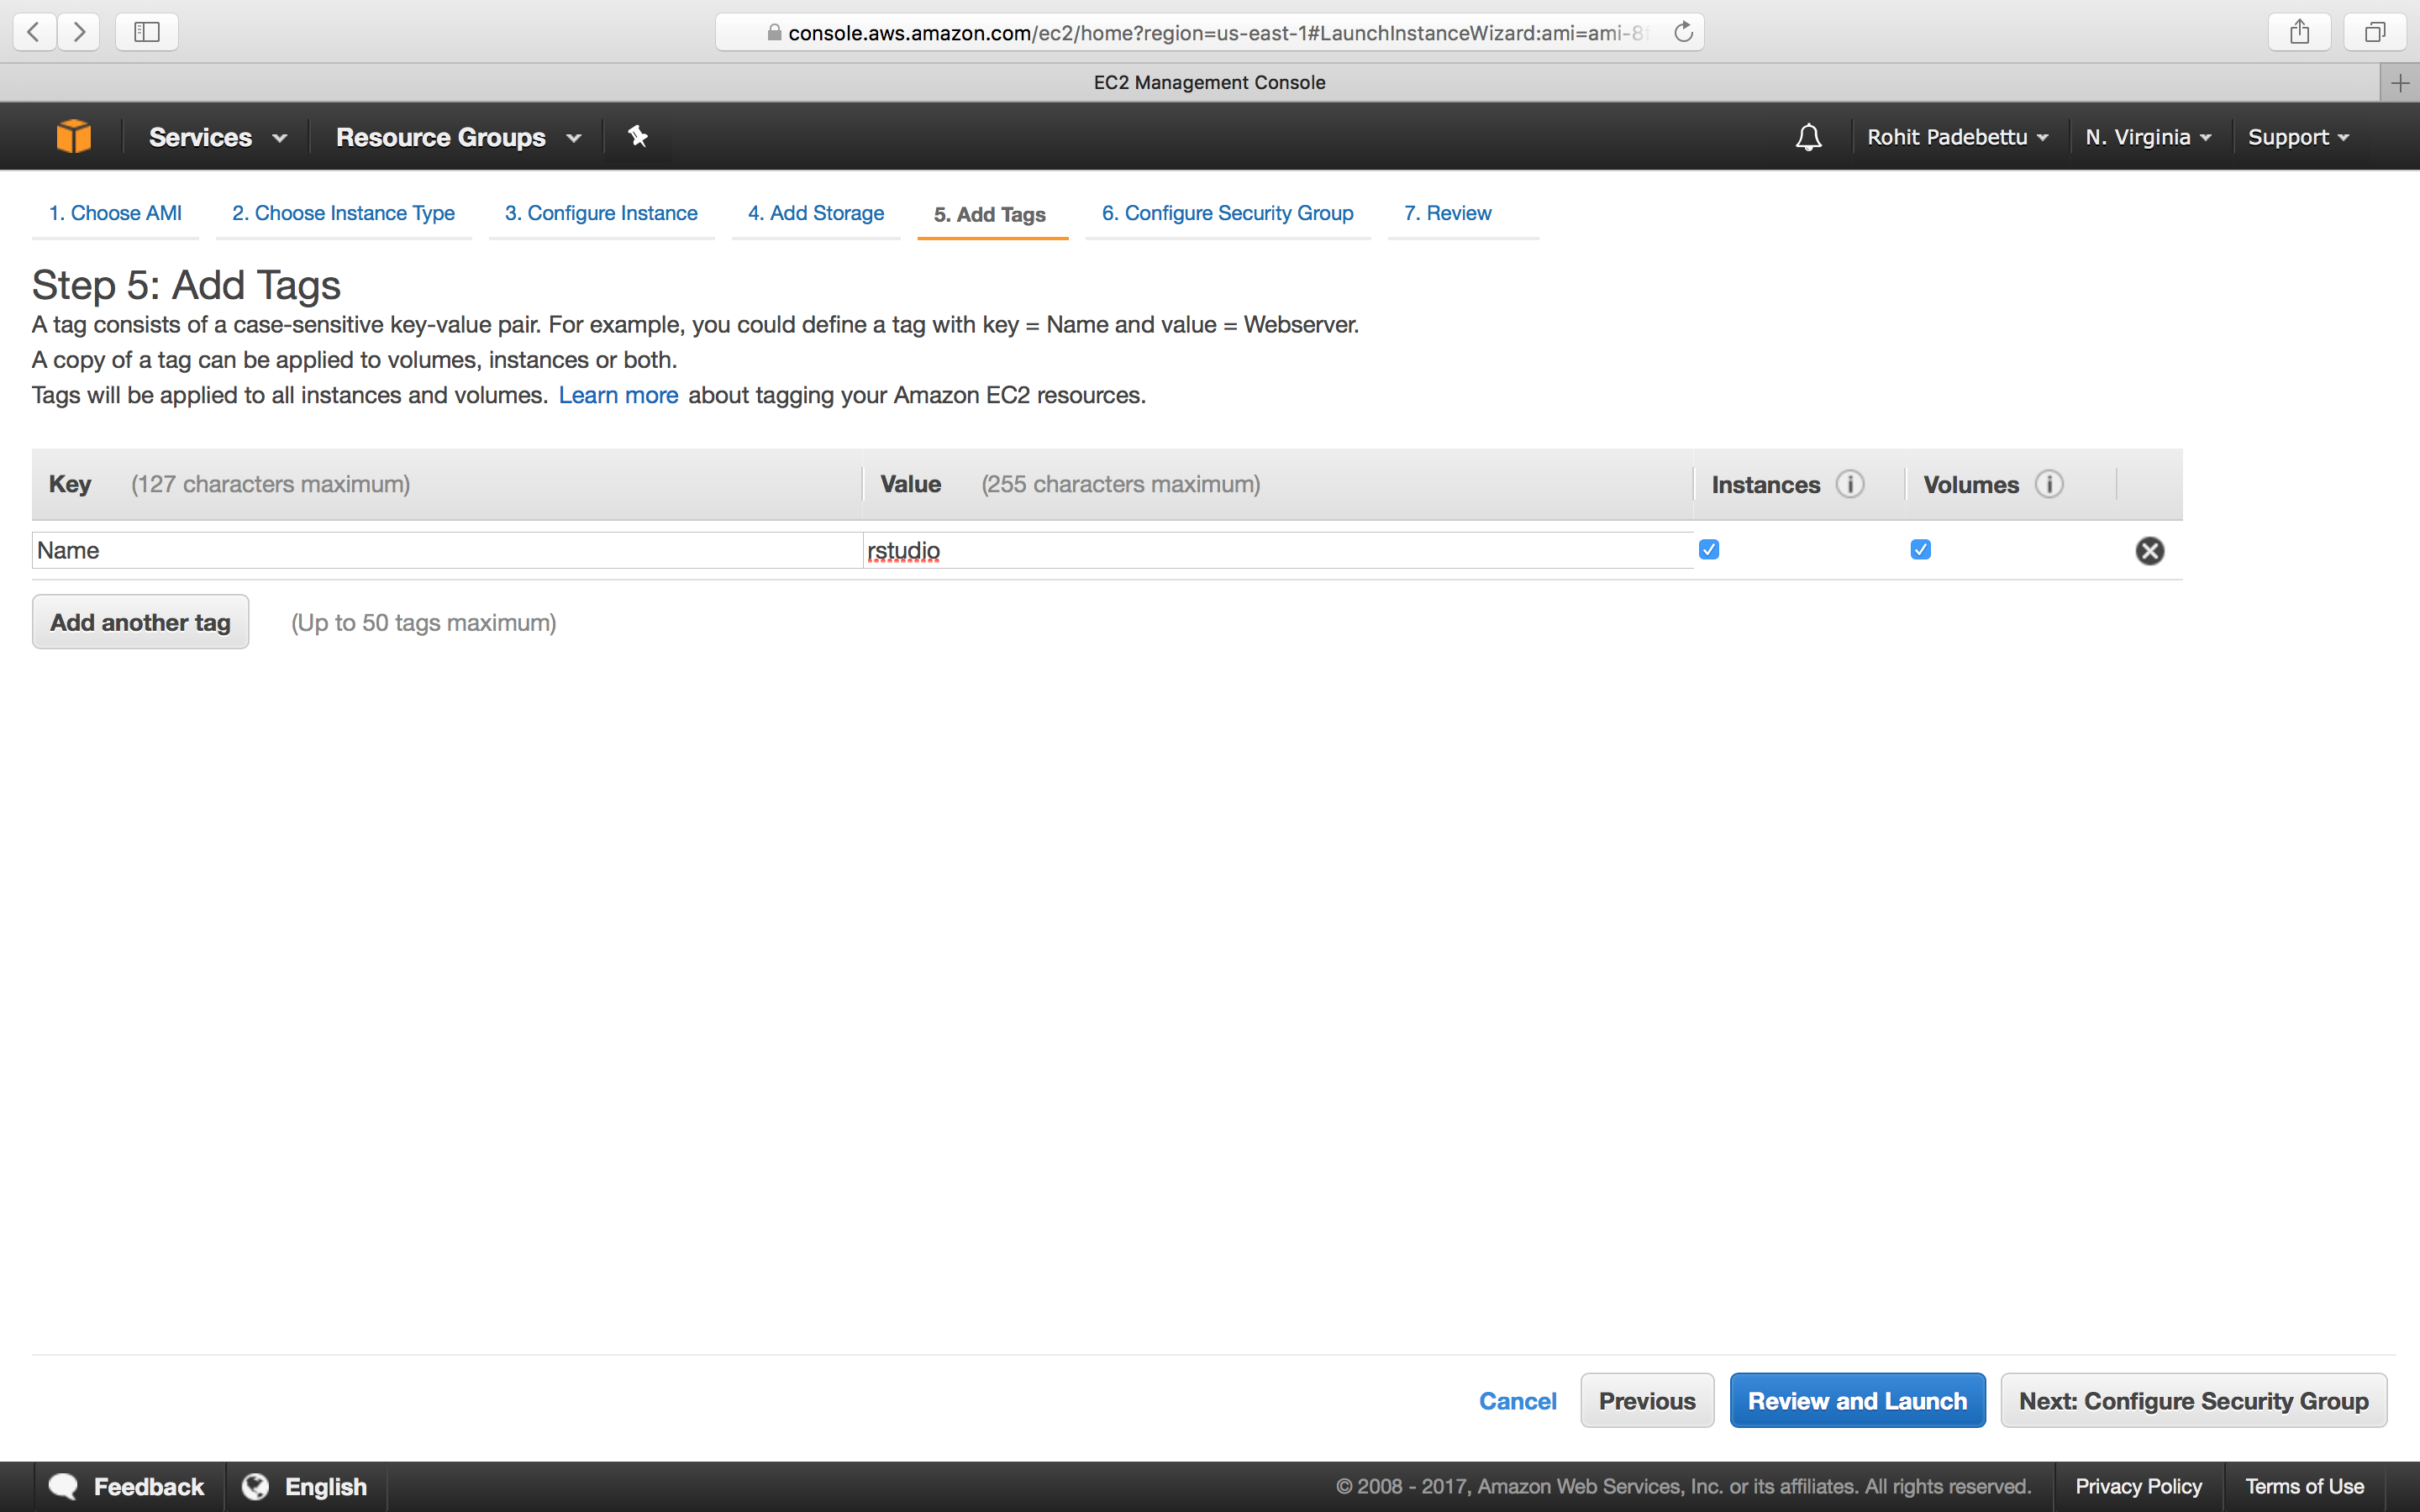 console.aws.amazon.com/ec2/home?region=us-east-1#LaunchInstanceWizard:ami=ami-8f
EC2 Management Console
Services Resource Groups Rohit Padebettu N. Virginia Support
1. Choose AMI 2. Choose Instance Type 3. Configure Instance 4. Add Storage 5. Add Tags 6. Configure Security Group 7. Review
Step 5: Add Tags
A tag consists of a case-sensitive key-value pair. For example, you could define a tag with key = Name and value = Webserver.
A copy of a tag can be applied to volumes, instances or both.
Tags will be applied to all instances and volumes. Learn more about tagging your Amazon EC2 resources.
Key (127 characters maximum) Value (255 characters maximum) Instances Volumes
Name rstudio
Add another tag (Up to 50 tags maximum)
Cancel Previous Review and Launch Next: Configure Security Group
Feedback English © 2008 - 2017, Amazon Web Services, Inc. or its affiliates. All rights reserved. Privacy Policy Terms of Use